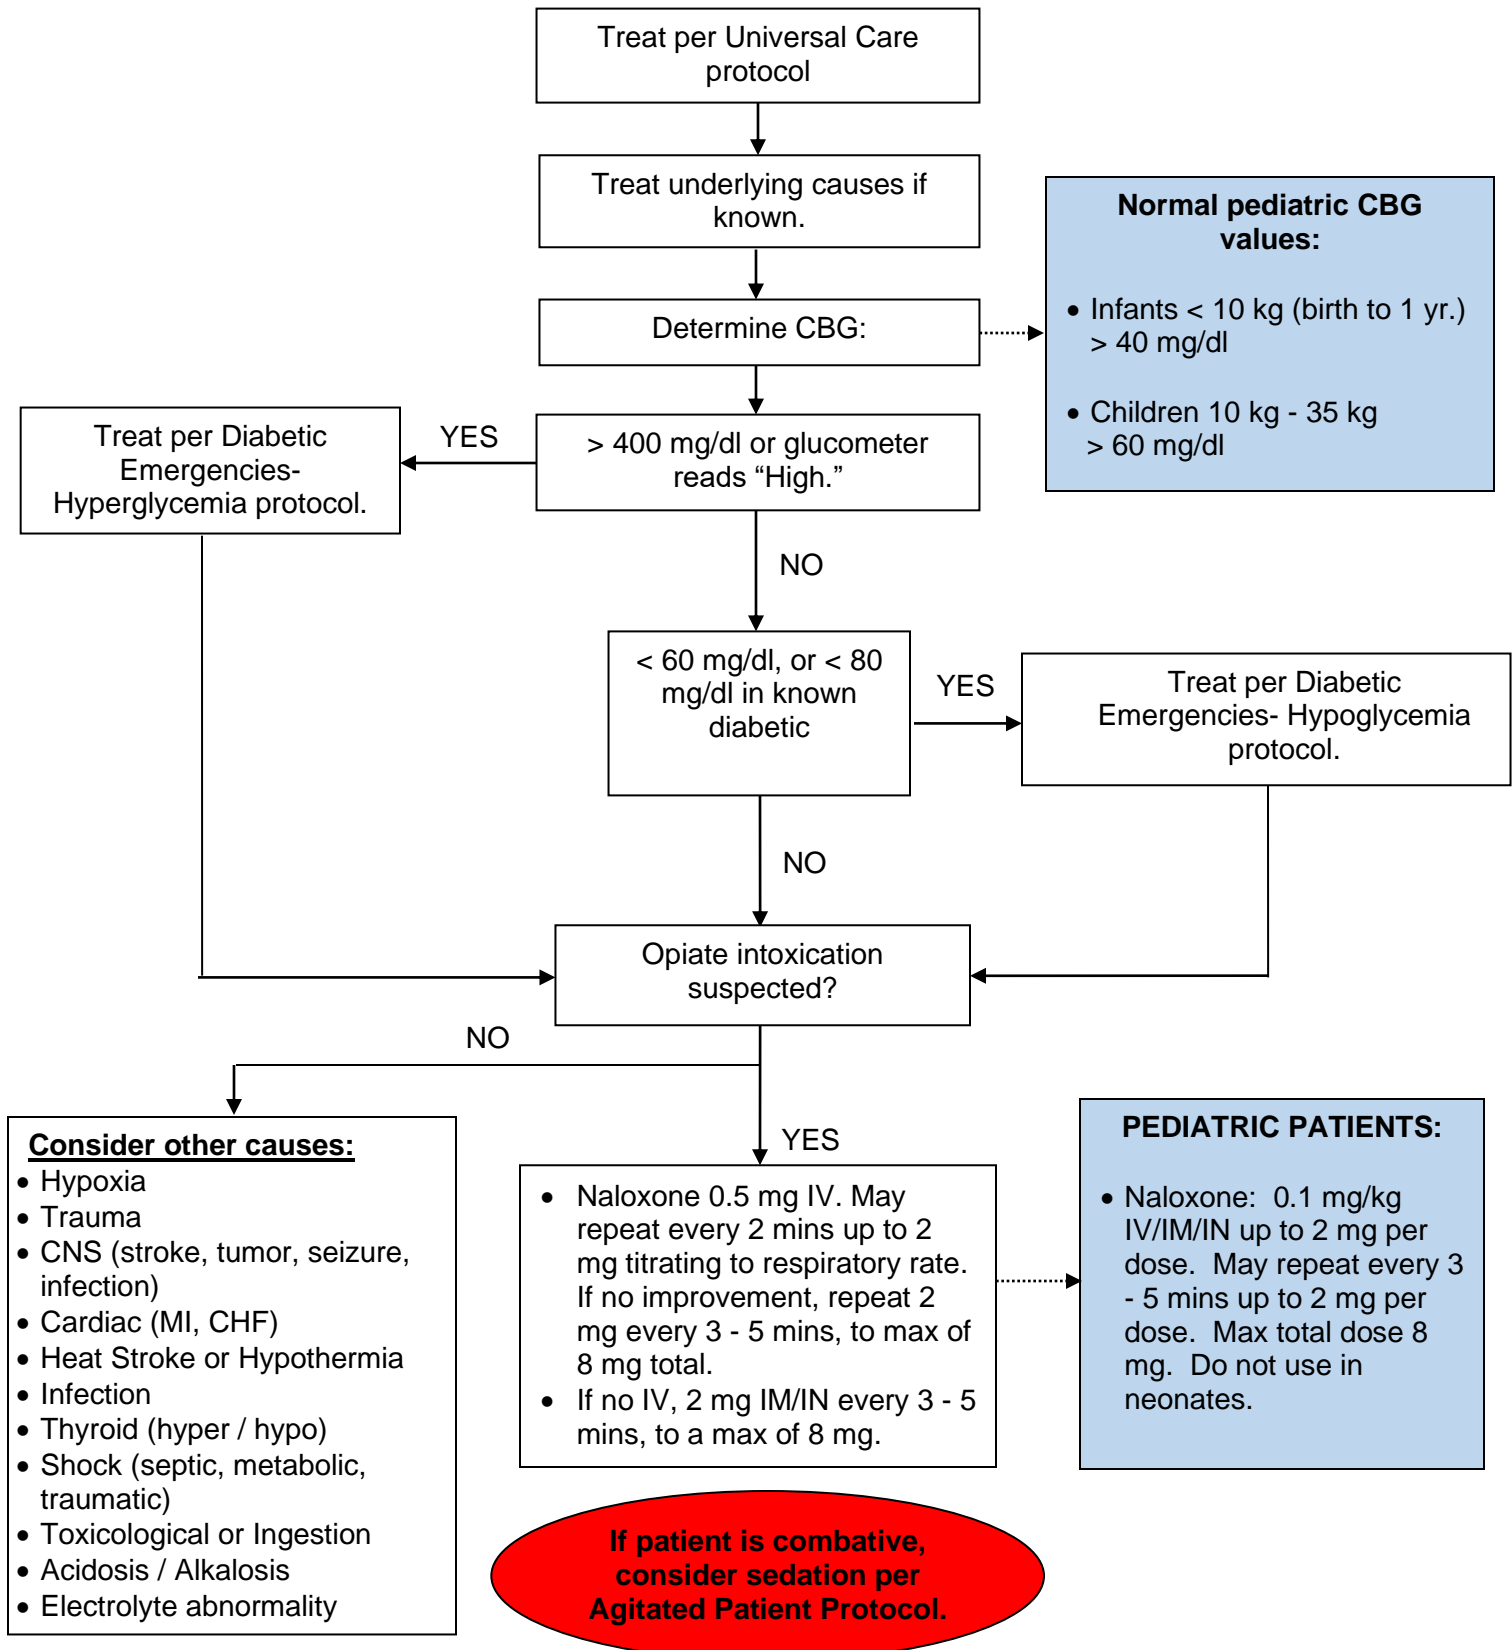 Treat per Universal Care
protocol
Treat underlying causes if
known.
Normal pediatric CBG
values:
• Infants < 10 kg (birth to 1 yr.)
> 40 mg/dl
• Children 10 kg - 35 kg
> 60 mg/dl
Determine CBG:
> 400 mg/dl or glucometer
reads “High.”
YES
Treat per Diabetic
Emergencies-
Hyperglycemia protocol.
NO
< 60 mg/dl, or < 80
mg/dl in known
diabetic
YES
Treat per Diabetic
Emergencies- Hypoglycemia
protocol.
NO
Opiate intoxication
suspected?
NO
Consider other causes:
• Hypoxia
• Trauma
• CNS (stroke, tumor, seizure,
infection)
• Cardiac (MI, CHF)
• Heat Stroke or Hypothermia
• Infection
• Thyroid (hyper / hypo)
• Shock (septic, metabolic,
traumatic)
• Toxicological or Ingestion
• Acidosis / Alkalosis
• Electrolyte abnormality
YES
• Naloxone 0.5 mg IV. May
repeat every 2 mins up to 2
mg titrating to respiratory rate.
If no improvement, repeat 2
mg every 3 - 5 mins, to max of
8 mg total.
• If no IV, 2 mg IM/IN every 3 - 5
mins, to a max of 8 mg.
PEDIATRIC PATIENTS:
• Naloxone: 0.1 mg/kg
IV/IM/IN up to 2 mg per
dose. May repeat every 3
- 5 mins up to 2 mg per
dose. Max total dose 8
mg. Do not use in
neonates.
If patient is combative,
consider sedation per
Agitated Patient Protocol.